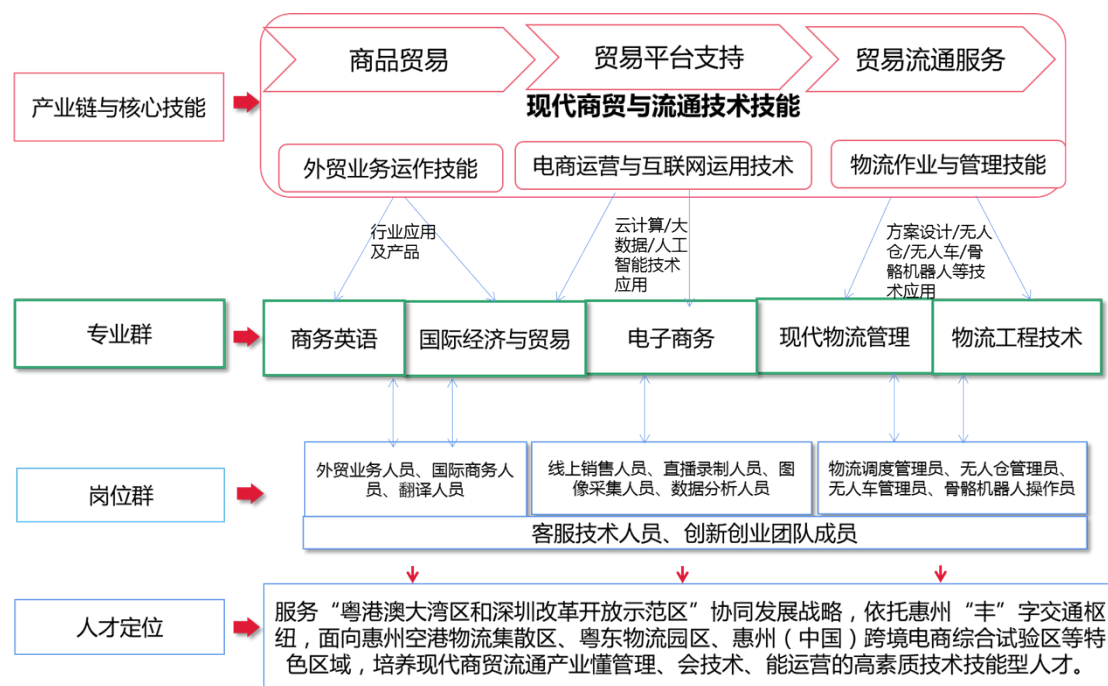 商品贸易
贸易平台支持
贸易流通服务
产业链与核心技能
现代商贸与流通技术技能
外贸业务运作技能
电商运营与互联网运用技术
物流作业与管理技能
行业应用
及产品
云计算/大
数据/人工
智能技术
应用
方案设计/无人
仓/无人车/骨
骼机器人等技
术应用
专业群
商务英语
国际经济与贸易
电子商务
现代物流管理
物流工程技术
岗位群
外贸业务人员、国际商务人
员、翻译人员
线上销售人员、直播录制人员、图
像采集人员、数据分析人员
物流调度管理员、无人仓管理员、
无人车管理员、骨骼机器人操作员
客服技术人员、创新创业团队成员
人才定位
服务“粤港澳大湾区和深圳改革开放示范区”协同发展战略，依托惠州“丰”字交通枢
纽，面向惠州空港物流集散区、粤东物流园区、惠州（中国）跨境电商综合试验区等特
色区域，培养现代商贸流通产业懂管理、会技术、能运营的高素质技术技能型人才。